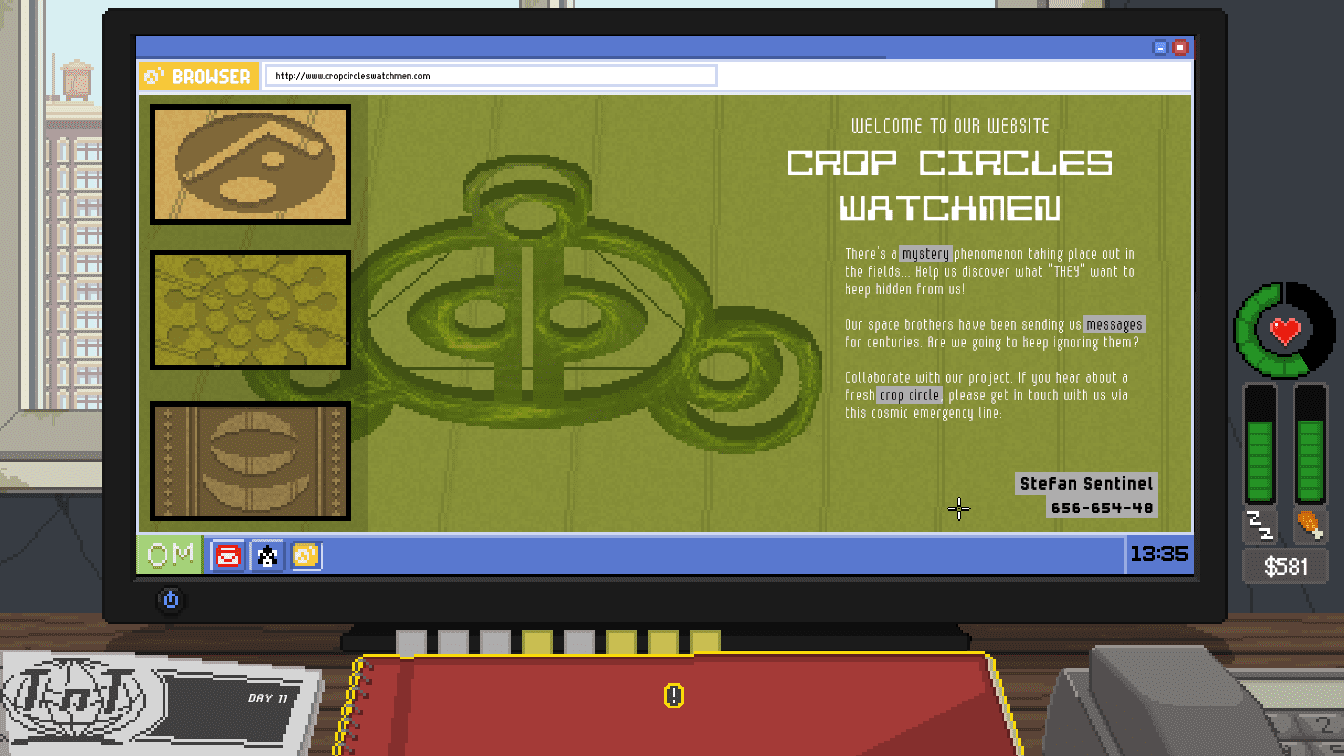 BROWSER
http://www.cropcircleswatchmen.com
WELCOME TO OUR WEBSITE
CROP CIRCLES
WATCHMEN
There's a mystery phenomenon taking place out in
the fields... Help us discover what "THEY" want to
keep hidden from us!
Our space brothers have been sending us messages
for centuries. Are we going to keep ignoring them?
Collaborate with our project. If you hear about a
fresh crop circle, please get in touch with us via
this cosmic emergency line:
Stefan Sentinel
656-654-48
OM
13:35
ZZ
$581
InI
DAY 11
!
2